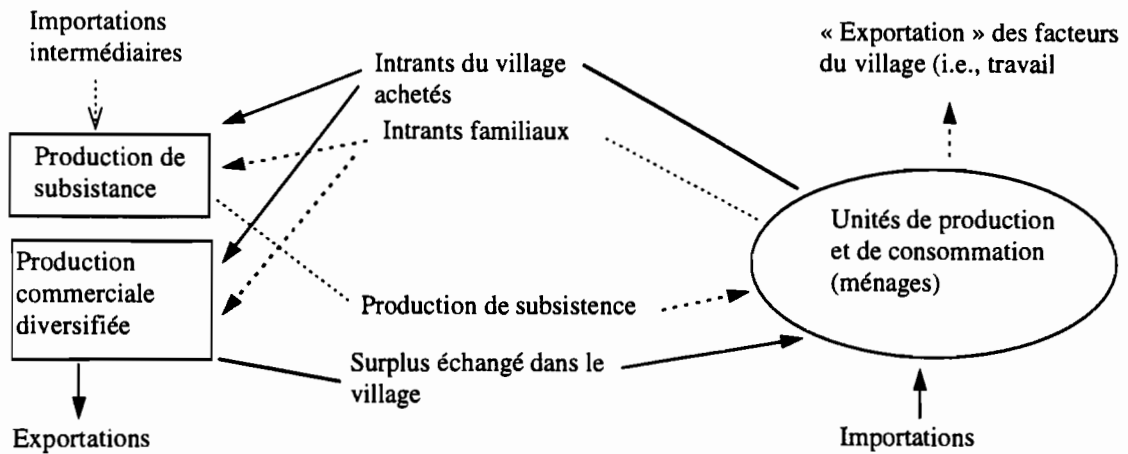 Importations
intermédiaires
« Exportation » des facteurs
du village (i.e., travail
Intrants du village
achetés
Intrants familiaux
Production de
subsistance
Unités de production
et de consommation
(ménages)
Production
commerciale
diversifiée
Production de subsistence
Surplus échangé dans le
village
Exportations
Importations